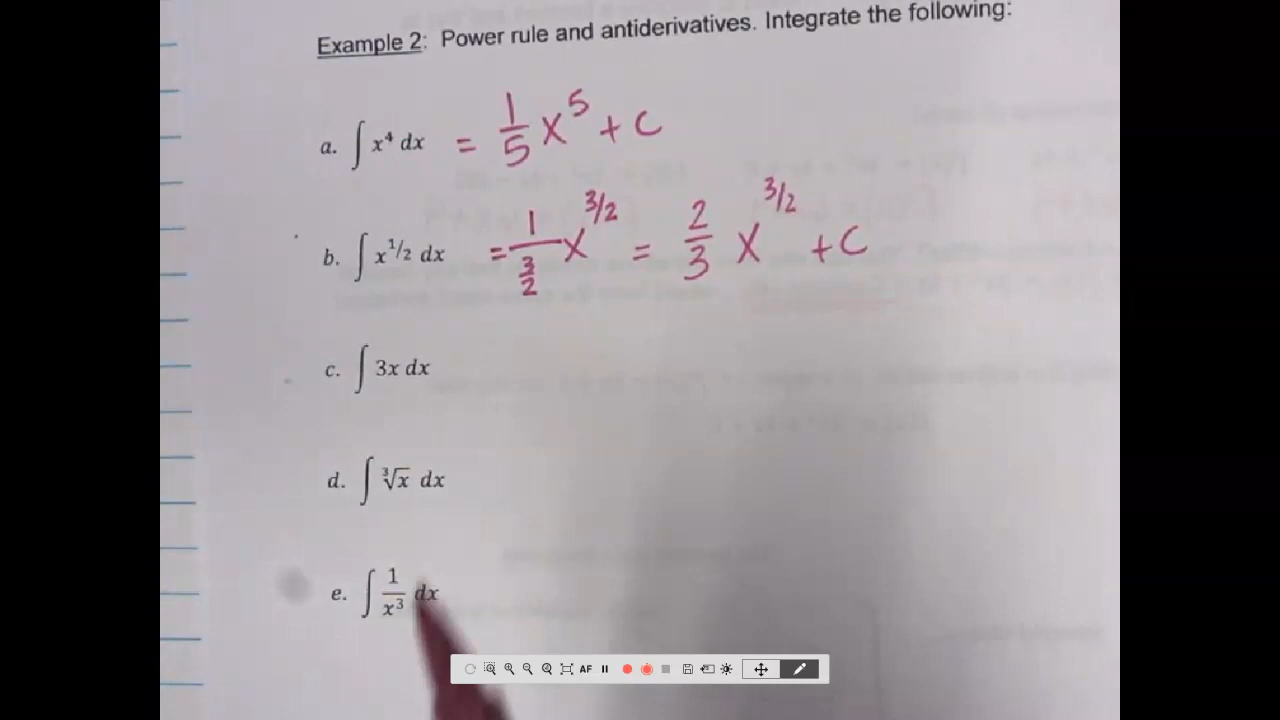 Example 2: Power rule and antiderivatives. Integrate the following:
a. ∫ x⁴ dx = 1/5 x⁵ + C
b. ∫ x^1/2 dx = 1/(3/2) x^3/2 = 2/3 x^3/2 + C
c. ∫ 3x dx
d. ∫ ∛x dx
e. ∫ 1/x³ dx
AF